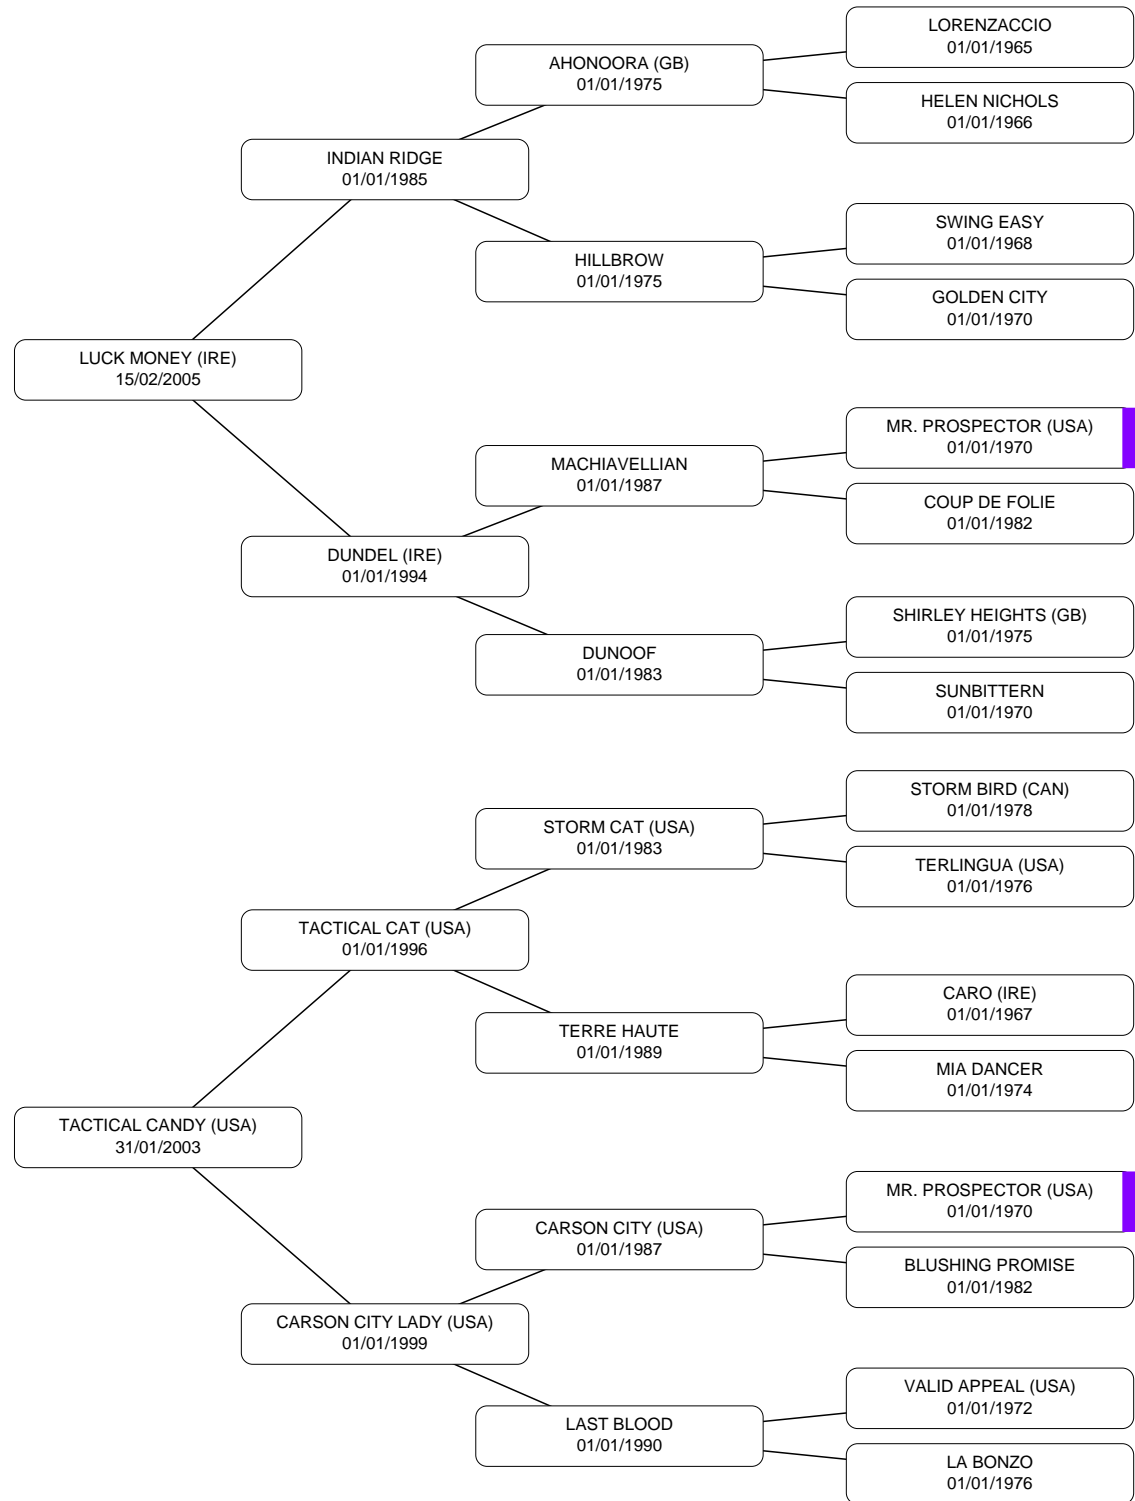 LORENZACCIO
01/01/1965
AHONOORA (GB)
01/01/1975
HELEN NICHOLS
01/01/1966
INDIAN RIDGE
01/01/1985
SWING EASY
01/01/1968
HILLBROW
01/01/1975
GOLDEN CITY
01/01/1970
LUCK MONEY (IRE)
15/02/2005
MR. PROSPECTOR (USA)
01/01/1970
MACHIAVELLIAN
01/01/1987
COUP DE FOLIE
01/01/1982
DUNDEL (IRE)
01/01/1994
SHIRLEY HEIGHTS (GB)
01/01/1975
DUNOOF
01/01/1983
SUNBITTERN
01/01/1970
STORM BIRD (CAN)
01/01/1978
STORM CAT (USA)
01/01/1983
TERLINGUA (USA)
01/01/1976
TACTICAL CAT (USA)
01/01/1996
CARO (IRE)
01/01/1967
TERRE HAUTE
01/01/1989
MIA DANCER
01/01/1974
TACTICAL CANDY (USA)
31/01/2003
MR. PROSPECTOR (USA)
01/01/1970
CARSON CITY (USA)
01/01/1987
BLUSHING PROMISE
01/01/1982
CARSON CITY LADY (USA)
01/01/1999
VALID APPEAL (USA)
01/01/1972
LAST BLOOD
01/01/1990
LA BONZO
01/01/1976